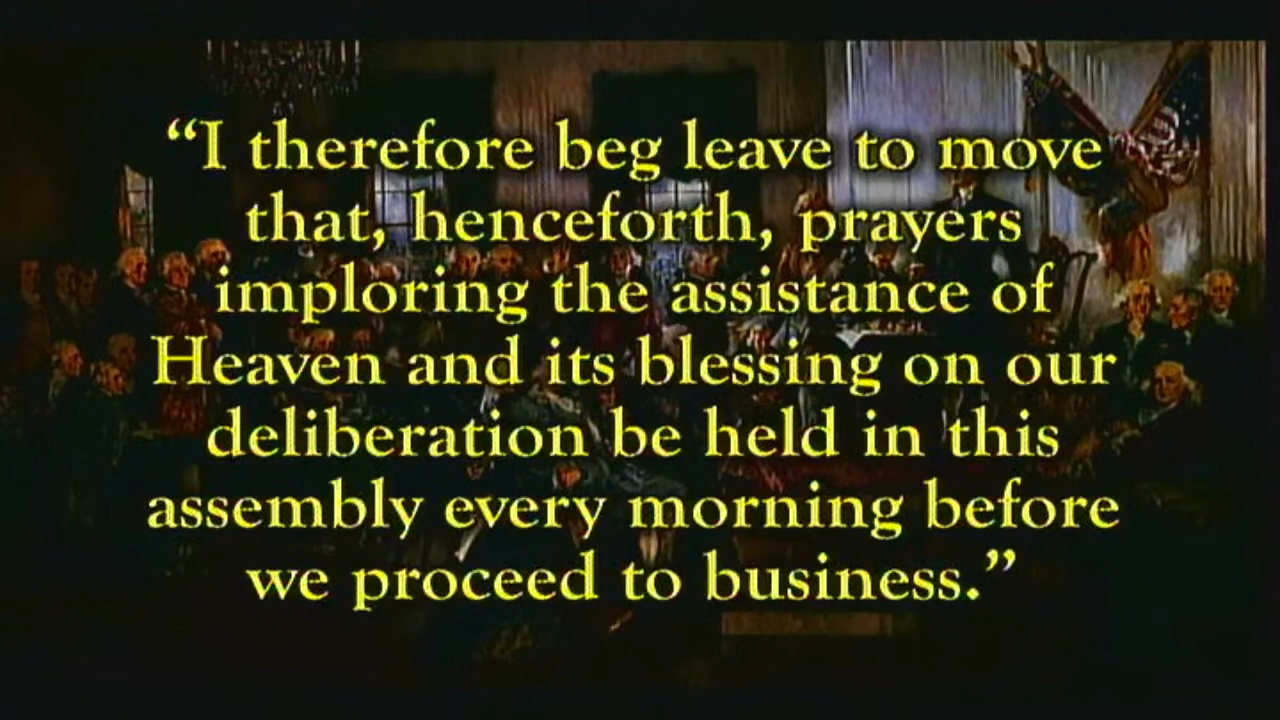 “I therefore beg leave to move
that, henceforth, prayers
imploring the assistance of
Heaven and its blessing on our
deliberation be held in this
assembly every morning before
we proceed to business.”